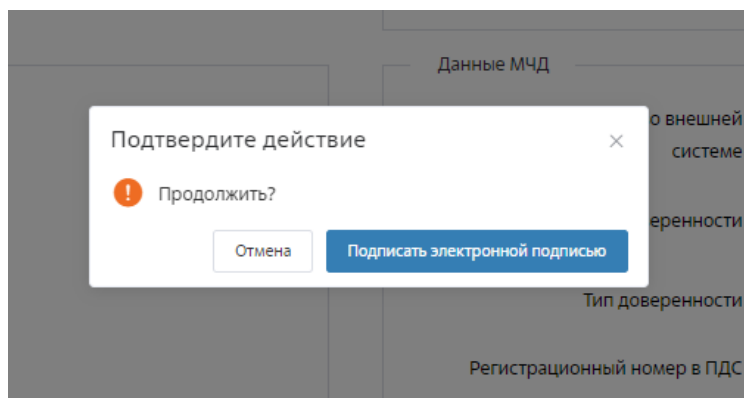 Данные МЧД
Подтвердите действие
о внешней
системе
Продолжить?
еренности
Отмена
Подписать электронной подписью
Тип доверенности
Регистрационный номер в ПДС